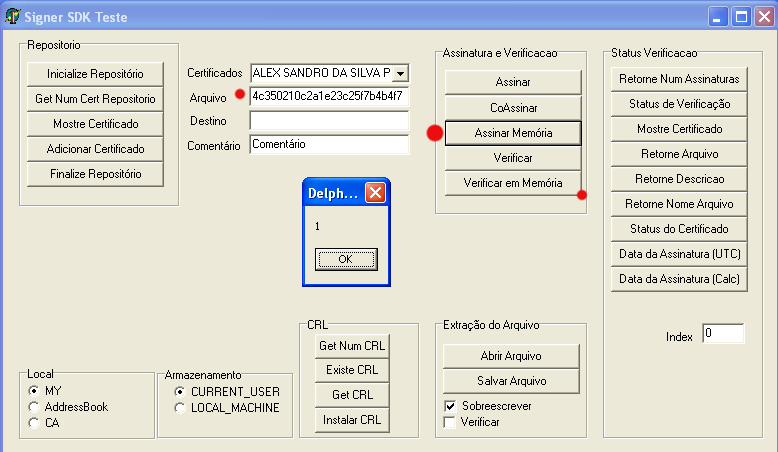 Signer SDK Teste
Repositorio
Inicialize Repositório
Get Num Cert Repositorio
Mostre Certificado
Adicionar Certificado
Finalize Repositório
Certificados ALEX SANDRO DA SILVA P
Arquivo 4c350210c2a1e23c25f7b4b4f7
Destino
Comentário Comentário
Assinatura e Verificacao
Assinar
CoAssinar
Assinar Memória
Verificar
Verificar em Memória
Status Verificacao
Retorne Num Assinaturas
Status de Verificação
Mostre Certificado
Retorne Arquivo
Retorne Descricao
Retorne Nome Arquivo
Status do Certificado
Data da Assinatura (UTC)
Data da Assinatura (Calc)
Index 0
Delph...
1
OK
Local
MY
AddressBook
CA
Armazenamento
CURRENT_USER
LOCAL_MACHINE
CRL
Get Num CRL
Existe CRL
Get CRL
Instalar CRL
Extração do Arquivo
Abrir Arquivo
Salvar Arquivo
Sobreescrever
Verificar